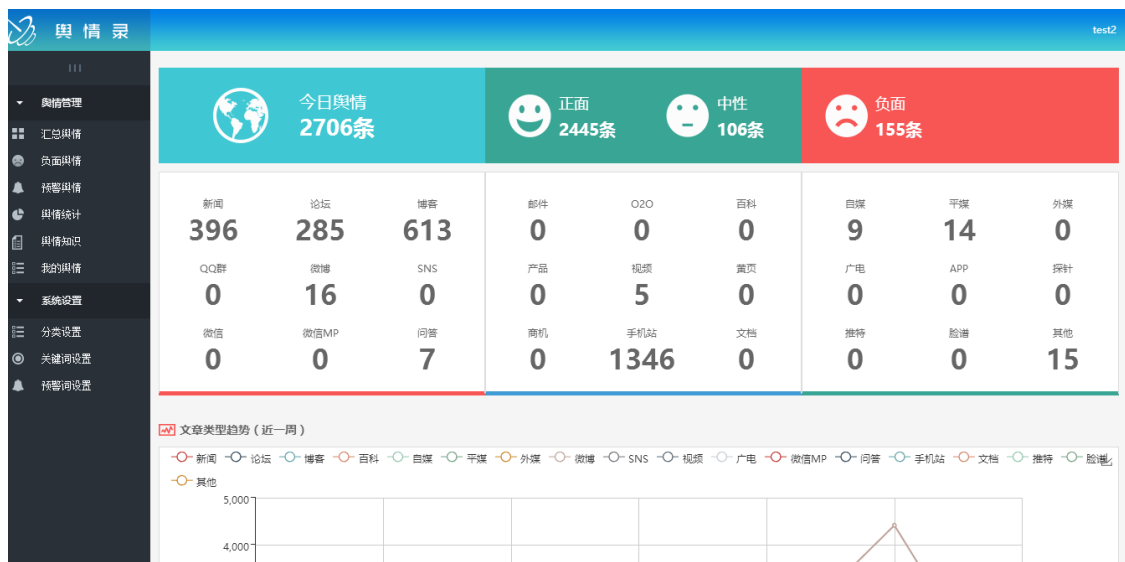 舆情录
test2
舆情管理
汇总舆情
负面舆情
预警舆情
舆情统计
舆情知识
我的舆情
系统设置
分类设置
关键词设置
预警词设置
今日舆情
2706条
正面
2445条
中性
106条
负面
155条
新闻 论坛 博客 邮件 O2O 百科 自媒 平媒 外媒
396 285 613 0 0 0 9 14 0
QQ群 微博 SNS 产品 视频 黄页 广电 APP 探针
0 16 0 0 5 0 0 0 0
微信 微信MP 问答 商机 手机站 文档 推特 脸谱 其他
0 0 7 0 1346 0 0 0 15
文章类型趋势（近一周）
新闻 论坛 博客 百科 自媒 平媒 外媒 微博 SNS 视频 广电 微信MP 问答 手机站 文档 推特 脸谱
其他
5,000
4,000